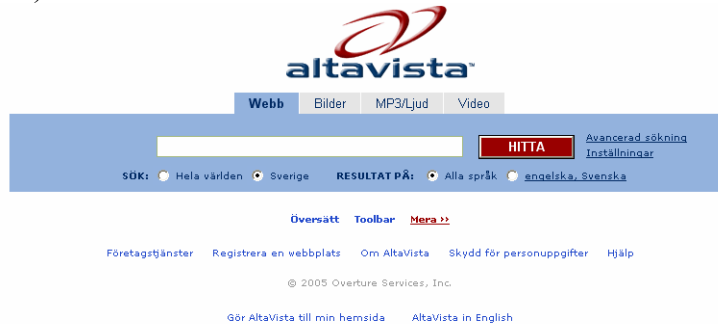 altavista™
Webb Bilder MP3/Ljud Video
HITTA
Avancerad sökning
Inställningar
SÖK: Hela världen Sverige RESULTAT PÅ: Alla språk engelska, Svenska
Översätt Toolbar Mera ››
Företagstjänster Registrera en webbplats Om AltaVista Skydd för personuppgifter Hjälp
© 2005 Overture Services, Inc.
Gör AltaVista till min hemsida AltaVista in English